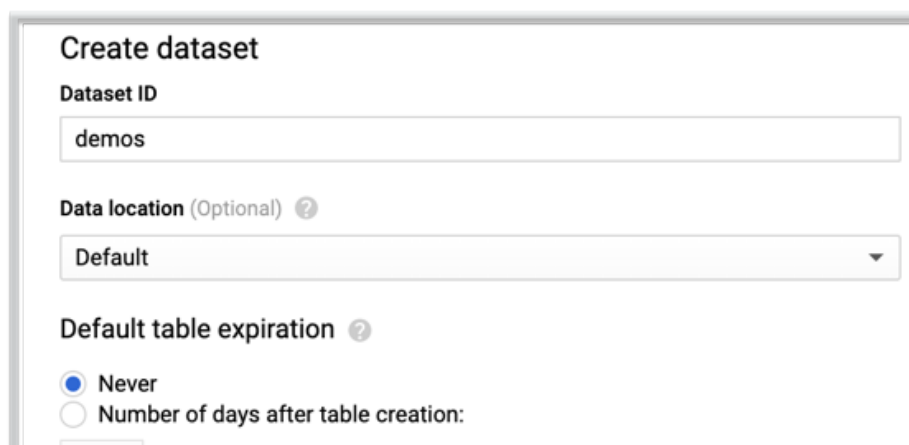 Create dataset
Dataset ID
demos
Data location (Optional) ?
Default
Default table expiration ?
Never
Number of days after table creation: